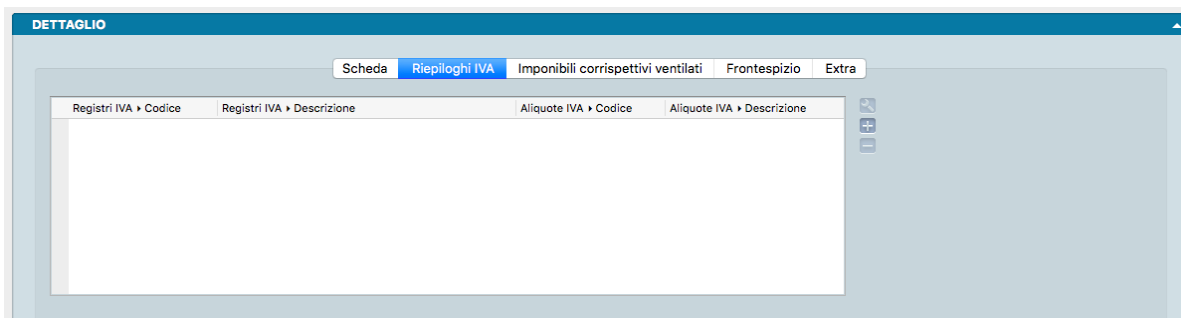 DETTAGLIO
Scheda Riepiloghi IVA Imponibili corrispettivi ventilati Frontespizio Extra
Registri IVA ▸ Codice Registri IVA ▸ Descrizione Aliquote IVA ▸ Codice Aliquote IVA ▸ Descrizione